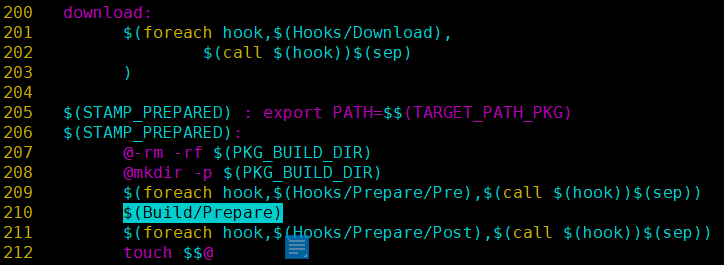 200 download:
201 $(foreach hook,$(Hooks/Download),
202 $(call $(hook))$(sep)
203 )
204
205 $(STAMP_PREPARED) : export PATH=$$(TARGET_PATH_PKG)
206 $(STAMP_PREPARED):
207 @-rm -rf $(PKG_BUILD_DIR)
208 @mkdir -p $(PKG_BUILD_DIR)
209 $(foreach hook,$(Hooks/Prepare/Pre),$(call $(hook))$(sep))
210 $(Build/Prepare)
211 $(foreach hook,$(Hooks/Prepare/Post),$(call $(hook))$(sep))
212 touch $$@